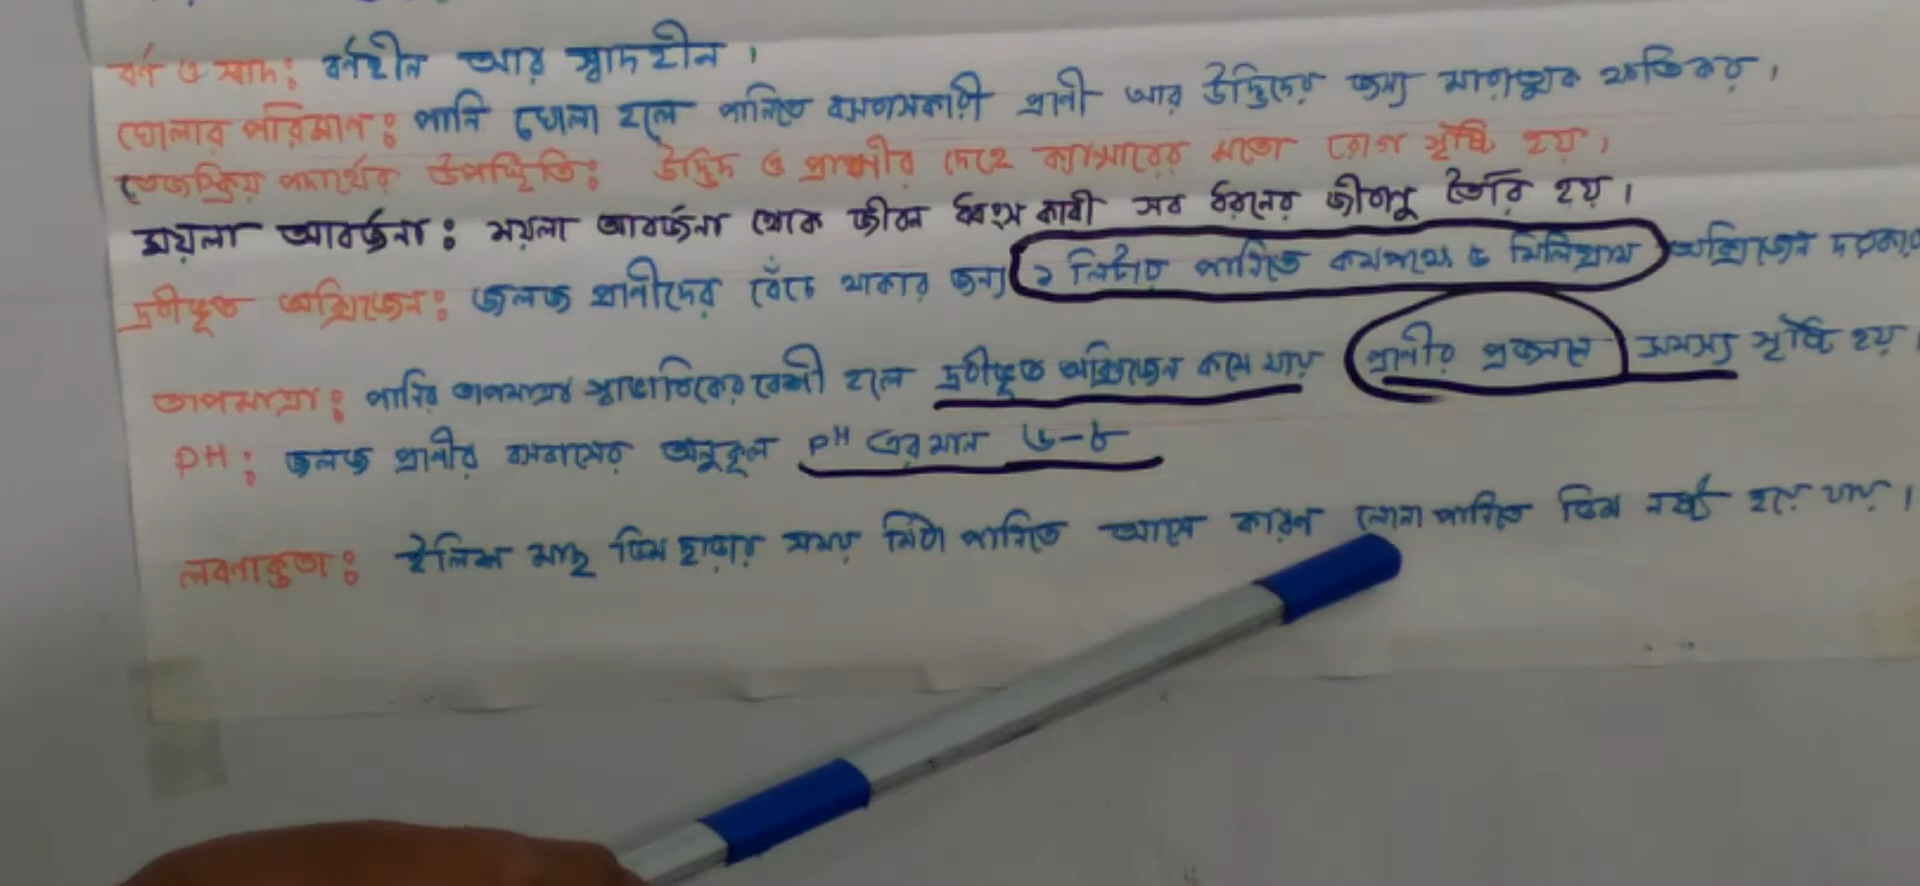 বর্ণ ও স্বাদ: বর্ণহীন আর স্বাদহীন।
ঘোলার পরিমাণ: পানি ঘোলা হলে পানিতে বসবাসকারী প্রাণী আর উদ্ভিদের জন্য মারাত্মক ক্ষতিকর।
তেজস্ক্রিয় পদার্থের উপস্থিতি: উদ্ভিদ ও প্রাণীর দেহে ক্যান্সারের মতো রোগ সৃষ্টি হয়।
ময়লা আবর্জনা: ময়লা আবর্জনা থেকে জীবন ধ্বংসকারী সব ধরনের জীবাণু তৈরি হয়।
দ্রবীভূত অক্সিজেন: জলজ প্রাণীদের বেঁচে থাকার জন্য ১ লিটার পানিতে কমপক্ষে ৫ মিলিগ্রাম অক্সিজেন দরকার
তাপমাত্রা: পানির তাপমাত্রা স্বাভাবিকের বেশী হলে দ্রবীভূত অক্সিজেন কমে যায় প্রাণীর প্রজননে সমস্যা সৃষ্টি হয়।
PH: জলজ প্রাণীর বসবাসের অনুকূল PH এর মান ৬-৮
লবণাক্ততা: ইলিশ মাছ ডিম ছাড়ার সময় মিঠা পানিতে আসে কারণ লোনা পানিতে ডিম নষ্ট হয়ে যায়।